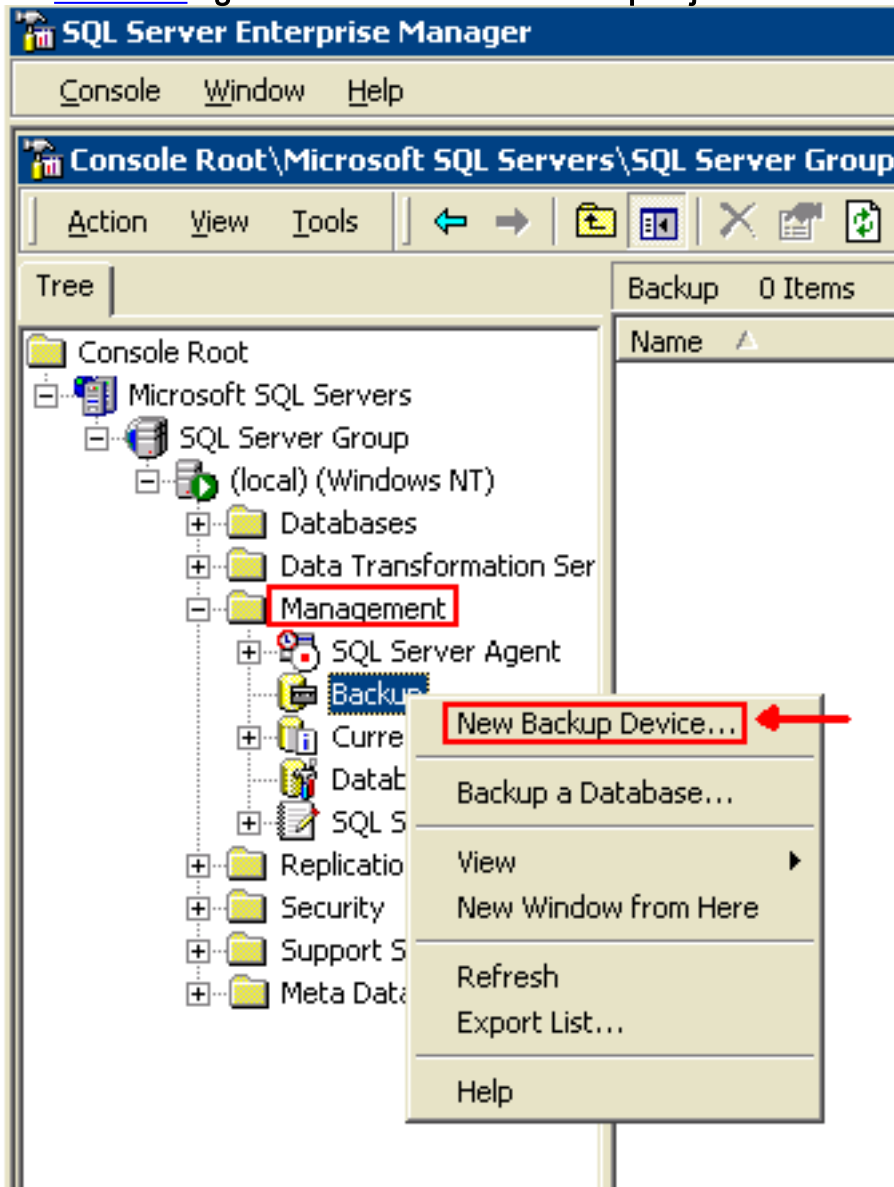 SQL Server Enterprise Manager
Console Window Help
Console Root\Microsoft SQL Servers\SQL Server Group
Action View Tools
Tree
Backup 0 Items
Name
Console Root
Microsoft SQL Servers
SQL Server Group
(local) (Windows NT)
Databases
Data Transformation Ser
Management
SQL Server Agent
Backup
New Backup Device...
Curre
Datab
Backup a Database...
SQL S
Replicatio
View
Security
New Window from Here
Support S
Refresh
Meta Data
Export List...
Help